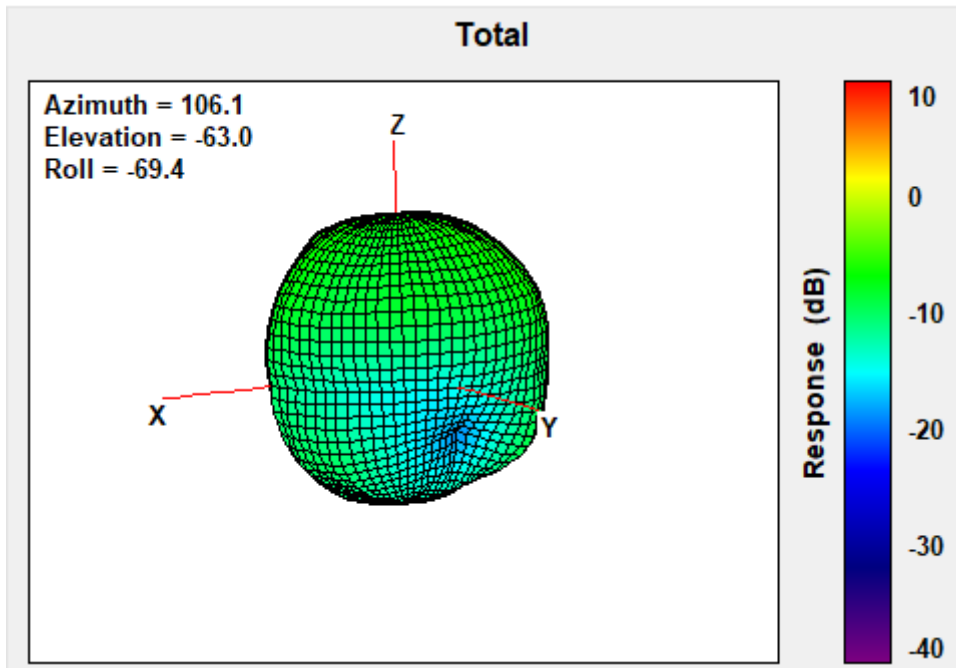 Total
Azimuth = 106.1
Elevation = -63.0
Roll = -69.4
Z
X
Y
Response (dB)
10
0
-10
-20
-30
-40